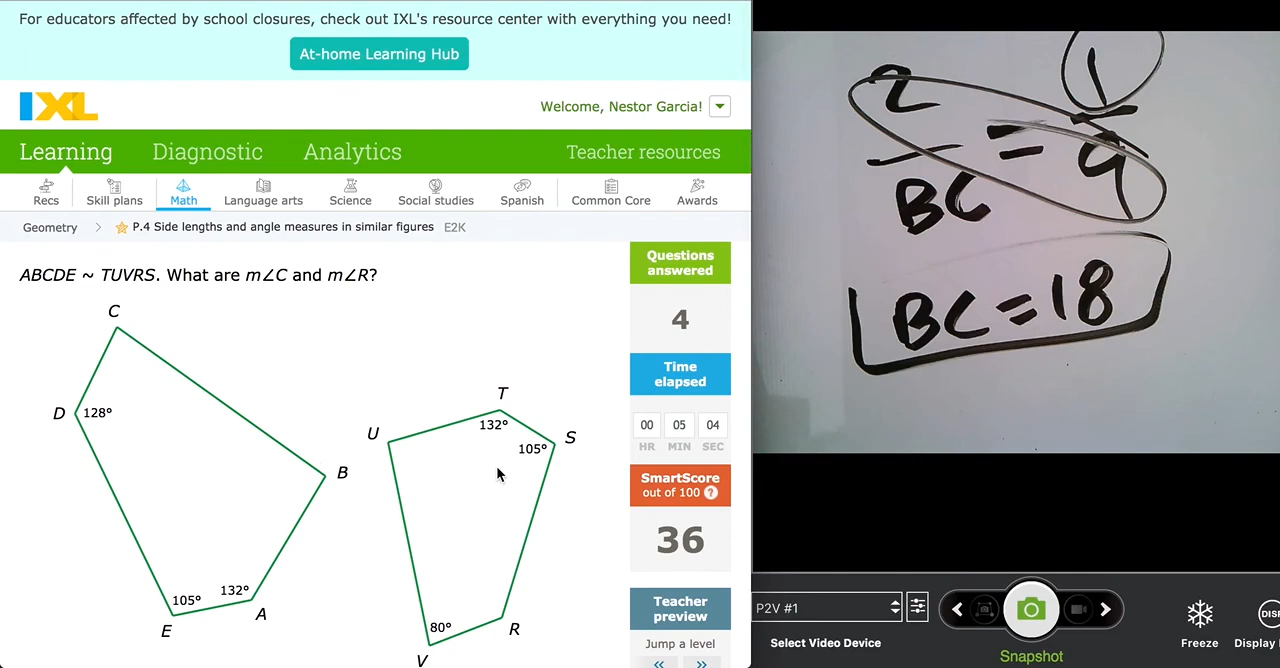 For educators affected by school closures, check out IXL's resource center with everything you need!
At-home Learning Hub
IXL
Welcome, Nestor Garcia!
Learning Diagnostic Analytics Teacher resources
Recs Skill plans Math Language arts Science Social studies Spanish Common Core Awards
Geometry > P.4 Side lengths and angle measures in similar figures E2K
ABCDE ~ TUVRS. What are m∠C and m∠R?
C
D 128°
B
E 105°
132° A
T
132°
U
S
105°
R
80°
V
Questions
answered
4
Time
elapsed
00 05 04
HR MIN SEC
SmartScore
out of 100 ?
36
Teacher
preview
Jump a level
« »
2/BC = 1/9
BC = 18
P2V #1
Select Video Device
Snapshot
Freeze
Display